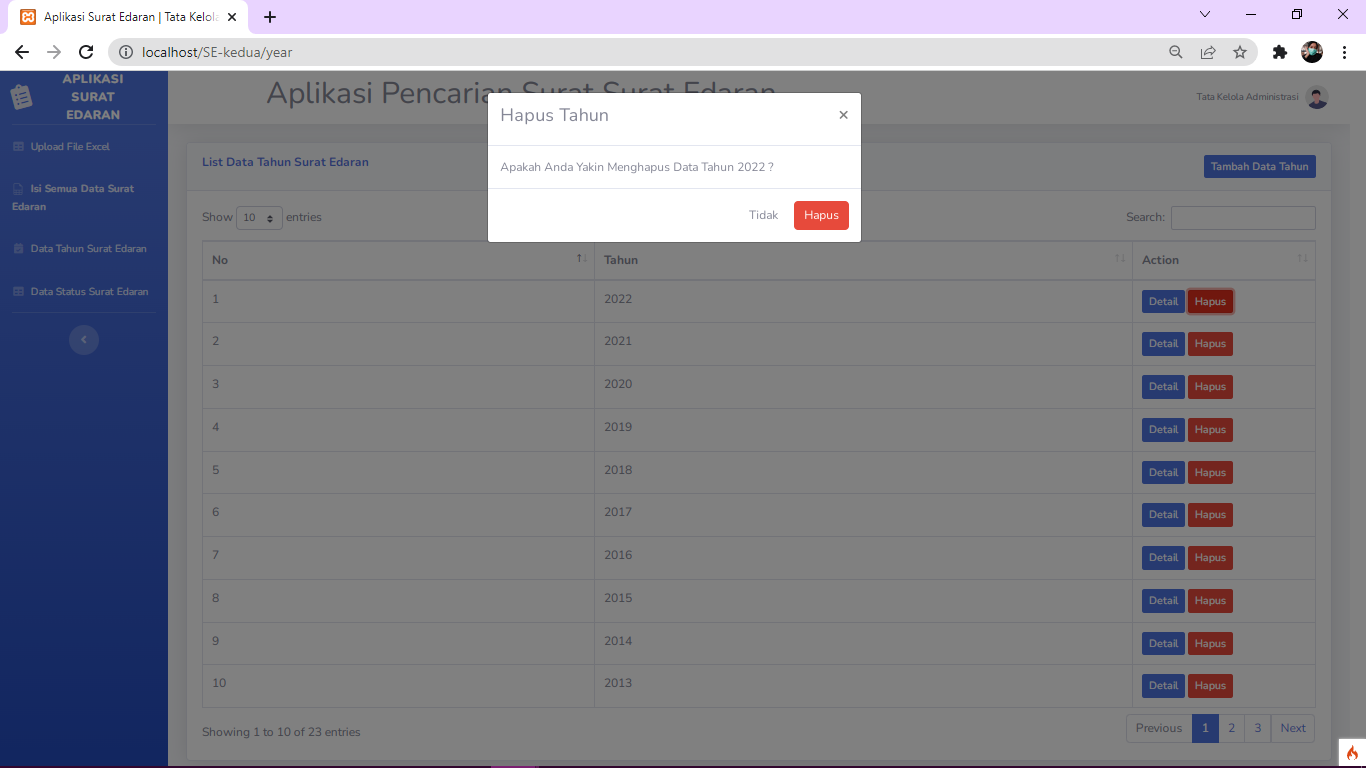 Aplikasi Surat Edaran | Tata Kelola
localhost/SE-kedua/year
APLIKASI
SURAT
EDARAN
Upload File Excel
Isi Semua Data Surat
Edaran
Data Tahun Surat Edaran
Data Status Surat Edaran
Aplikasi Pencarian Surat Surat Edaran
Tata Kelola Administrasi
Hapus Tahun
×
Apakah Anda Yakin Menghapus Data Tahun 2022 ?
Tidak Hapus
List Data Tahun Surat Edaran
Tambah Data Tahun
Show 10 entries
Search:
No Tahun Action
1 2022 Detail Hapus
2 2021 Detail Hapus
3 2020 Detail Hapus
4 2019 Detail Hapus
5 2018 Detail Hapus
6 2017 Detail Hapus
7 2016 Detail Hapus
8 2015 Detail Hapus
9 2014 Detail Hapus
10 2013 Detail Hapus
Showing 1 to 10 of 23 entries
Previous 1 2 3 Next